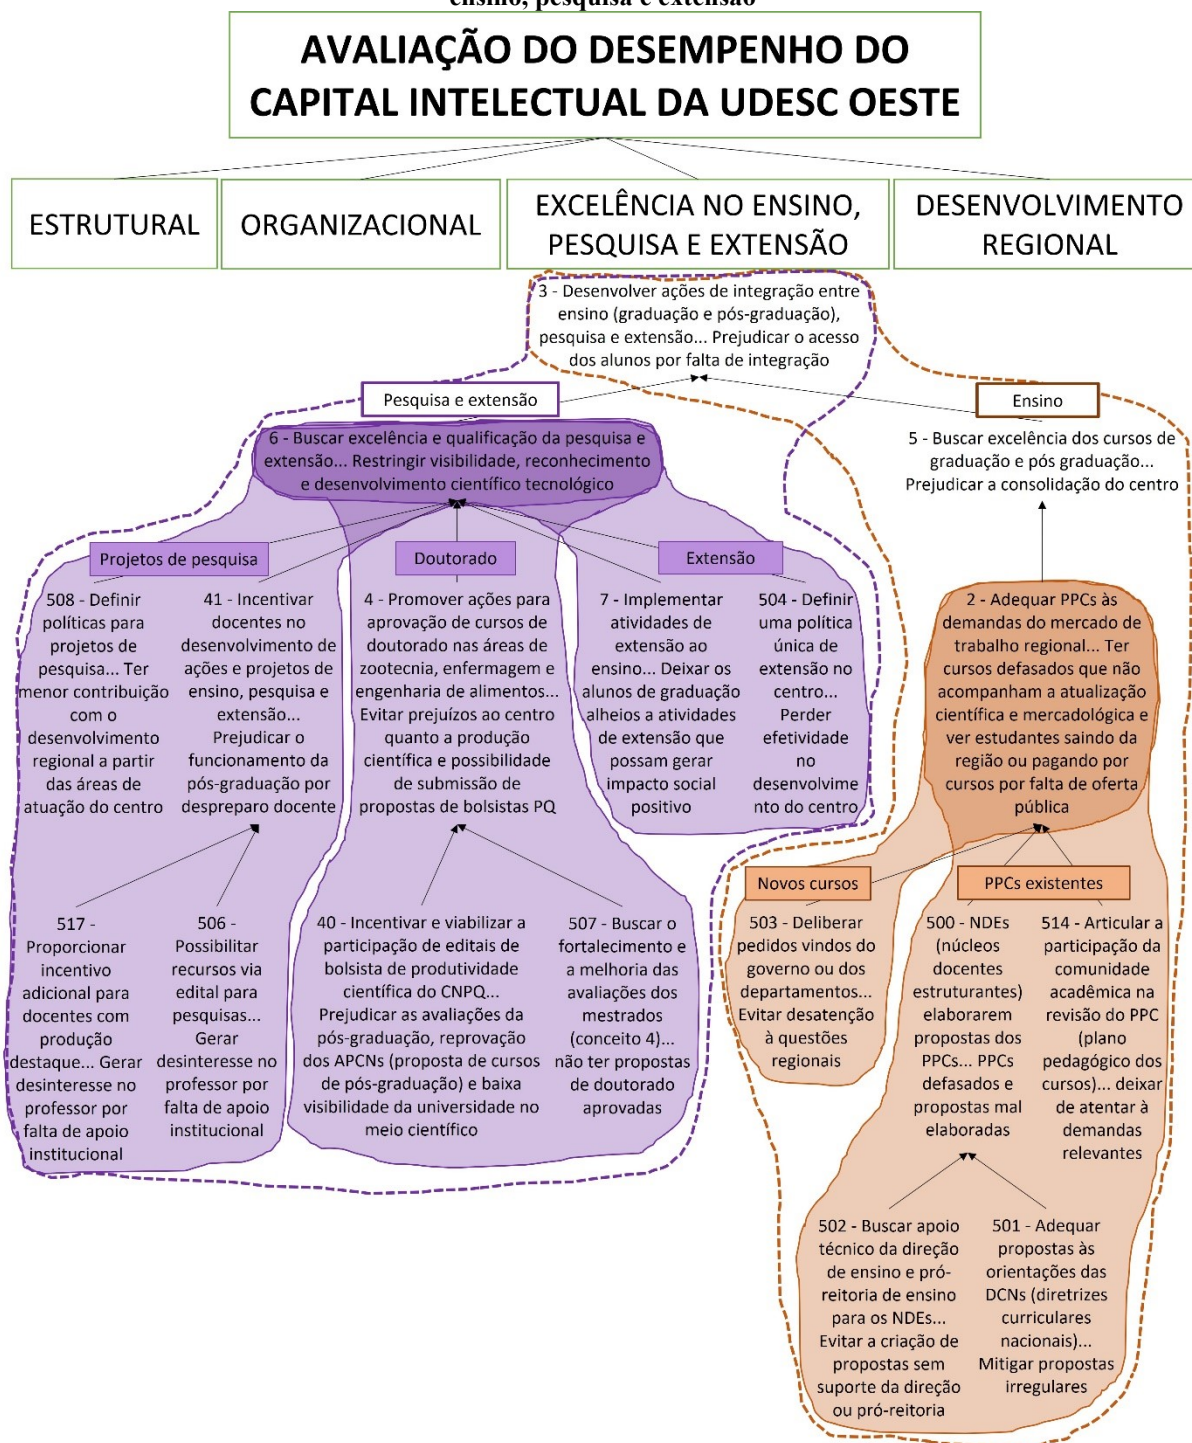 ensino, pesquisa e extensão
AVALIAÇÃO DO DESEMPENHO DO
CAPITAL INTELECTUAL DA UDESC OESTE
ESTRUTURAL
ORGANIZACIONAL
EXCELÊNCIA NO ENSINO,
PESQUISA E EXTENSÃO
DESENVOLVIMENTO
REGIONAL
3 - Desenvolver ações de integração entre
ensino (graduação e pós-graduação),
pesquisa e extensão... Prejudicar o acesso
dos alunos por falta de integração
Pesquisa e extensão
Ensino
6 - Buscar excelência e qualificação da pesquisa e
extensão... Restringir visibilidade, reconhecimento
e desenvolvimento científico tecnológico
5 - Buscar excelência dos cursos de
graduação e pós graduação...
Prejudicar a consolidação do centro
Projetos de pesquisa
Doutorado
Extensão
508 - Definir
políticas para
projetos de
pesquisa... Ter
menor contribuição
com o
desenvolvimento
regional a partir
das áreas de
atuação do centro
41 - Incentivar
docentes no
desenvolvimento de
ações e projetos de
ensino, pesquisa e
extensão...
Prejudicar o
funcionamento da
pós-graduação por
despreparo docente
4 - Promover ações para
aprovação de cursos de
doutorado nas áreas de
zootecnia, enfermagem e
engenharia de alimentos...
Evitar prejuízos ao centro
quanto a produção
científica e possibilidade
de submissão de
propostas de bolsistas PQ
7 - Implementar
atividades de
extensão ao
ensino... Deixar os
alunos de graduação
alheios a atividades
de extensão que
possam gerar
impacto social
positivo
504 - Definir
uma política
única de
extensão no
centro...
Perder
efetividade
no
desenvolvime
nto do centro
2 - Adequar PPCs às
demandas do mercado de
trabalho regional... Ter
cursos defasados que não
acompanham a atualização
científica e mercadológica e
ver estudantes saindo da
região ou pagando por
cursos por falta de oferta
pública
Novos cursos
PPCs existentes
517 -
Proporcionar
incentivo
adicional para
docentes com
produção
destaque... Gerar
desinteresse no
professor por
falta de apoio
institucional
506 -
Possibilitar
recursos via
edital para
pesquisas...
Gerar
desinteresse no
professor por
falta de apoio
institucional
40 - Incentivar e viabilizar a
participação de editais de
bolsista de produtividade
científica do CNPQ...
Prejudicar as avaliações da
pós-graduação, reprovação
dos APCNs (proposta de cursos
de pós-graduação) e baixa
visibilidade da universidade no
meio científico
507 - Buscar o
fortalecimento e
a melhoria das
avaliações dos
mestrados
(conceito 4)...
não ter propostas
de doutorado
aprovadas
503 - Deliberar
pedidos vindos do
governo ou dos
departamentos...
Evitar desatenção
à questões
regionais
500 - NDEs
(núcleos
docentes
estruturantes)
elaborarem
propostas dos
PPCs... PPCs
defasados e
propostas mal
elaboradas
514 - Articular a
participação da
comunidade
acadêmica na
revisão do PPC
(plano
pedagógico dos
cursos)... deixar
de atentar à
demandas
relevantes
502 - Buscar apoio
técnico da direção
de ensino e pró-
reitoria de ensino
para os NDEs...
Evitar a criação de
propostas sem
suporte da direção
ou pró-reitoria
501 - Adequar
propostas às
orientações das
DCNs (diretrizes
curriculares
nacionais)...
Mitigar propostas
irregulares